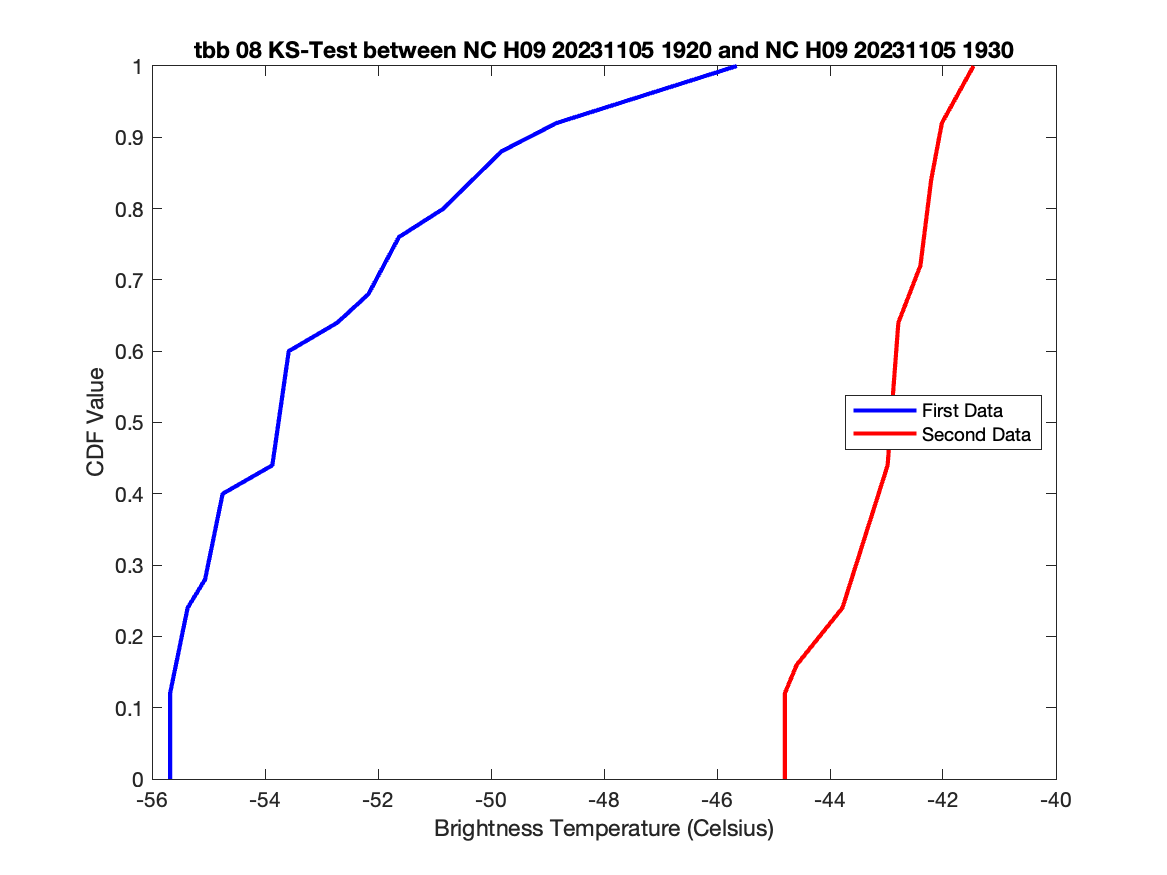 tbb 08 KS-Test between NC H09 20231105 1920 and NC H09 20231105 1930
1
0.9
0.8
0.7
0.6
0.5
0.4
0.3
0.2
0.1
0
CDF Value
First Data
Second Data
-56 -54 -52 -50 -48 -46 -44 -42 -40
Brightness Temperature (Celsius)